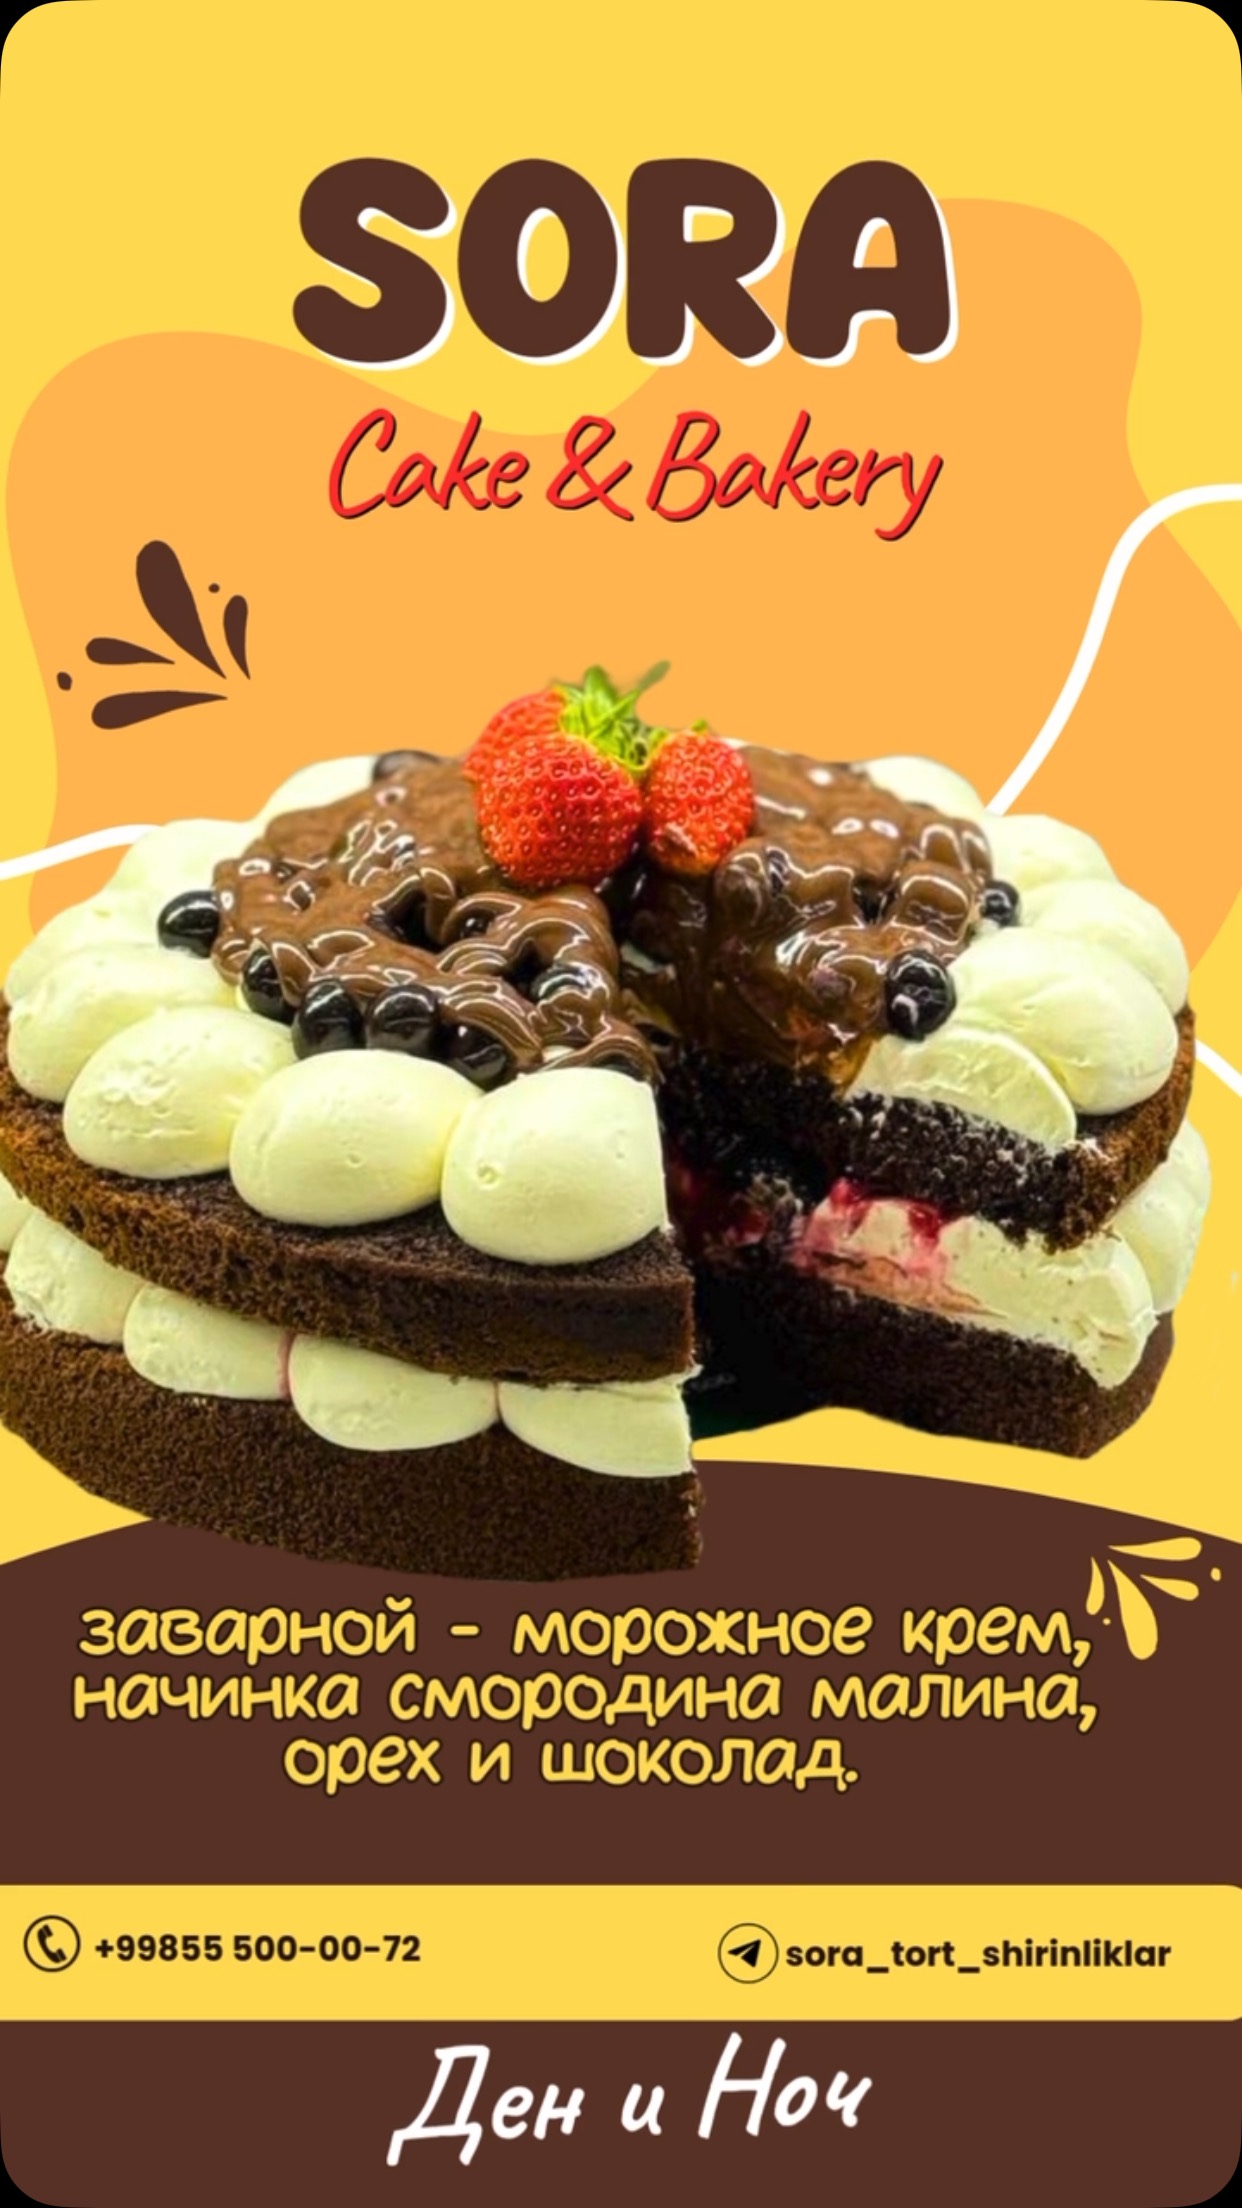 SORA
Cake & Bakery
заварной - морожное крем,
начинка смородина малина,
орех и шоколад.
+99855 500-00-72
sora_tort_shirinliklar
Ден и Ноч